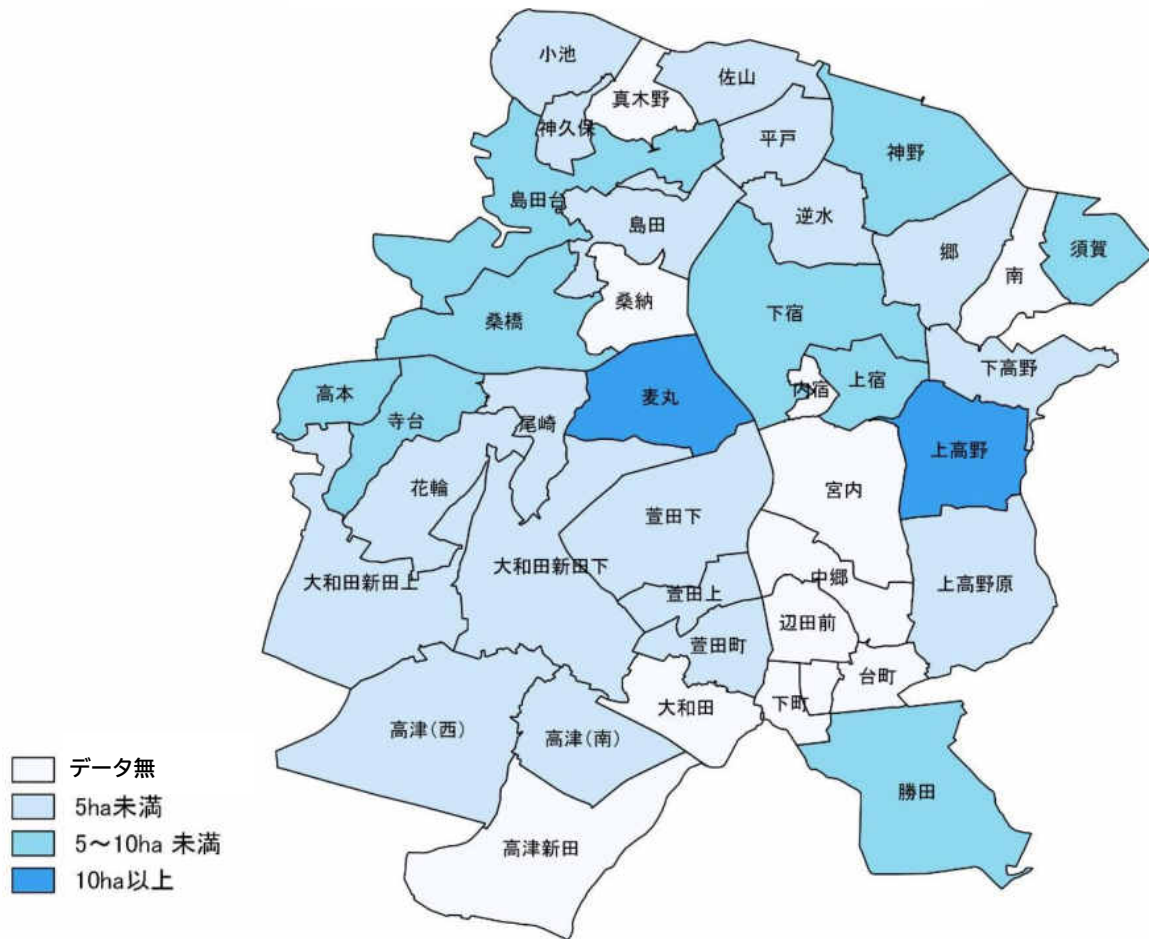 小池
佐山
真木野
神久保
平戸
神野
島田台
島田
逆水
郷
南
須賀
桑納
桑橋
下宿
下高野
内宿
上宿
高本
寺台
尾崎
麦丸
上高野
花輪
宮内
萱田下
大和田新田上
大和田新田下
萱田上
中郷
上高野原
辺田前
萱田町
台町
大和田
下町
高津(西)
高津(南)
勝田
高津新田
データ無
5ha未満
5～10ha 未満
10ha以上